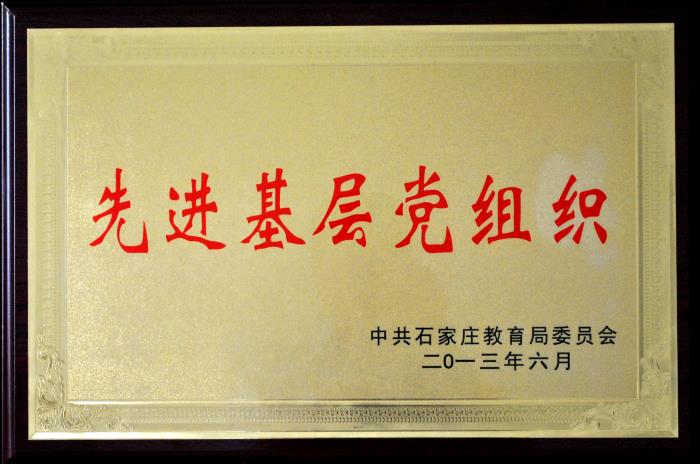 先进基层党组织
中共石家庄教育局委员会
二0一三年六月